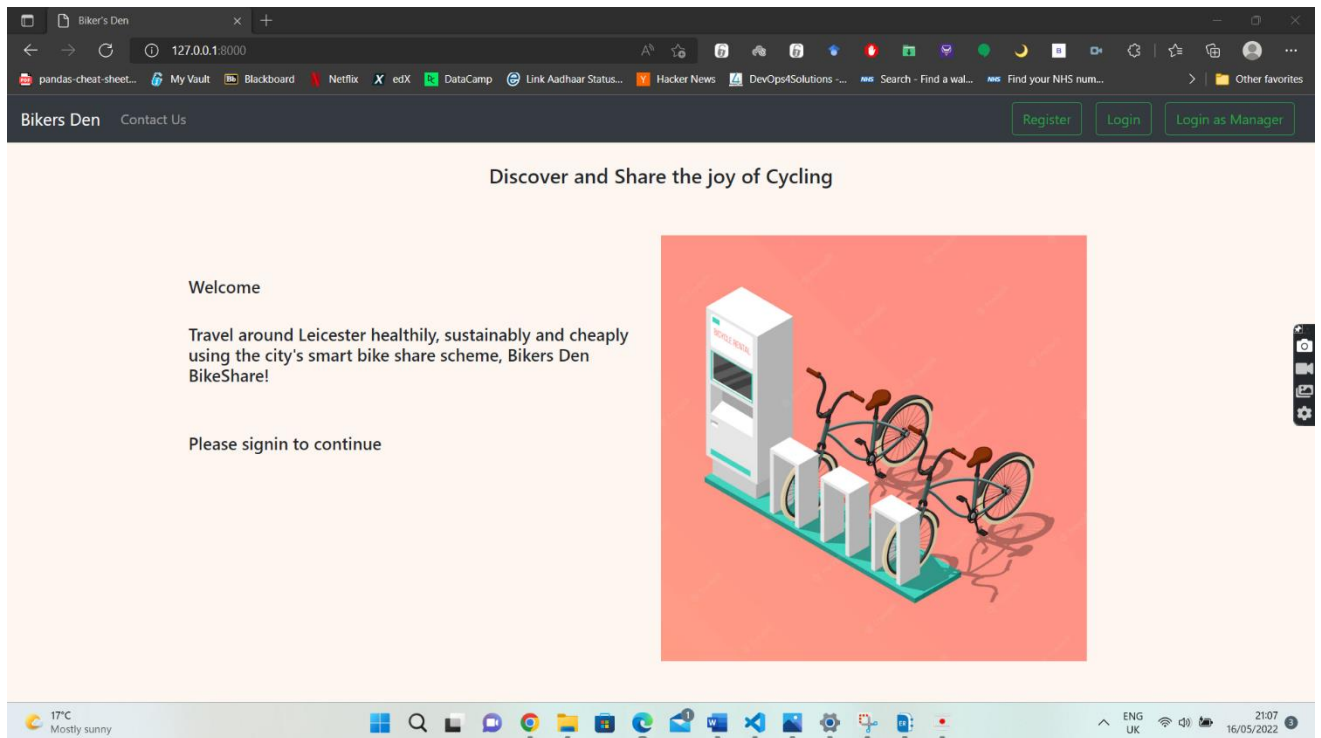 Biker's Den
127.0.0.1:8000
pandas-cheat-sheet... My Vault Blackboard Netflix edX DataCamp Link Aadhaar Status... Hacker News DevOps4Solutions -... Search - Find a wal... Find your NHS num... Other favorites
Bikers Den Contact Us Register Login Login as Manager
Discover and Share the joy of Cycling
Welcome
Travel around Leicester healthily, sustainably and cheaply
using the city's smart bike share scheme, Bikers Den
BikeShare!
Please signin to continue
BICYCLE RENTAL
17°C
Mostly sunny
ENG
UK
21:07
16/05/2022